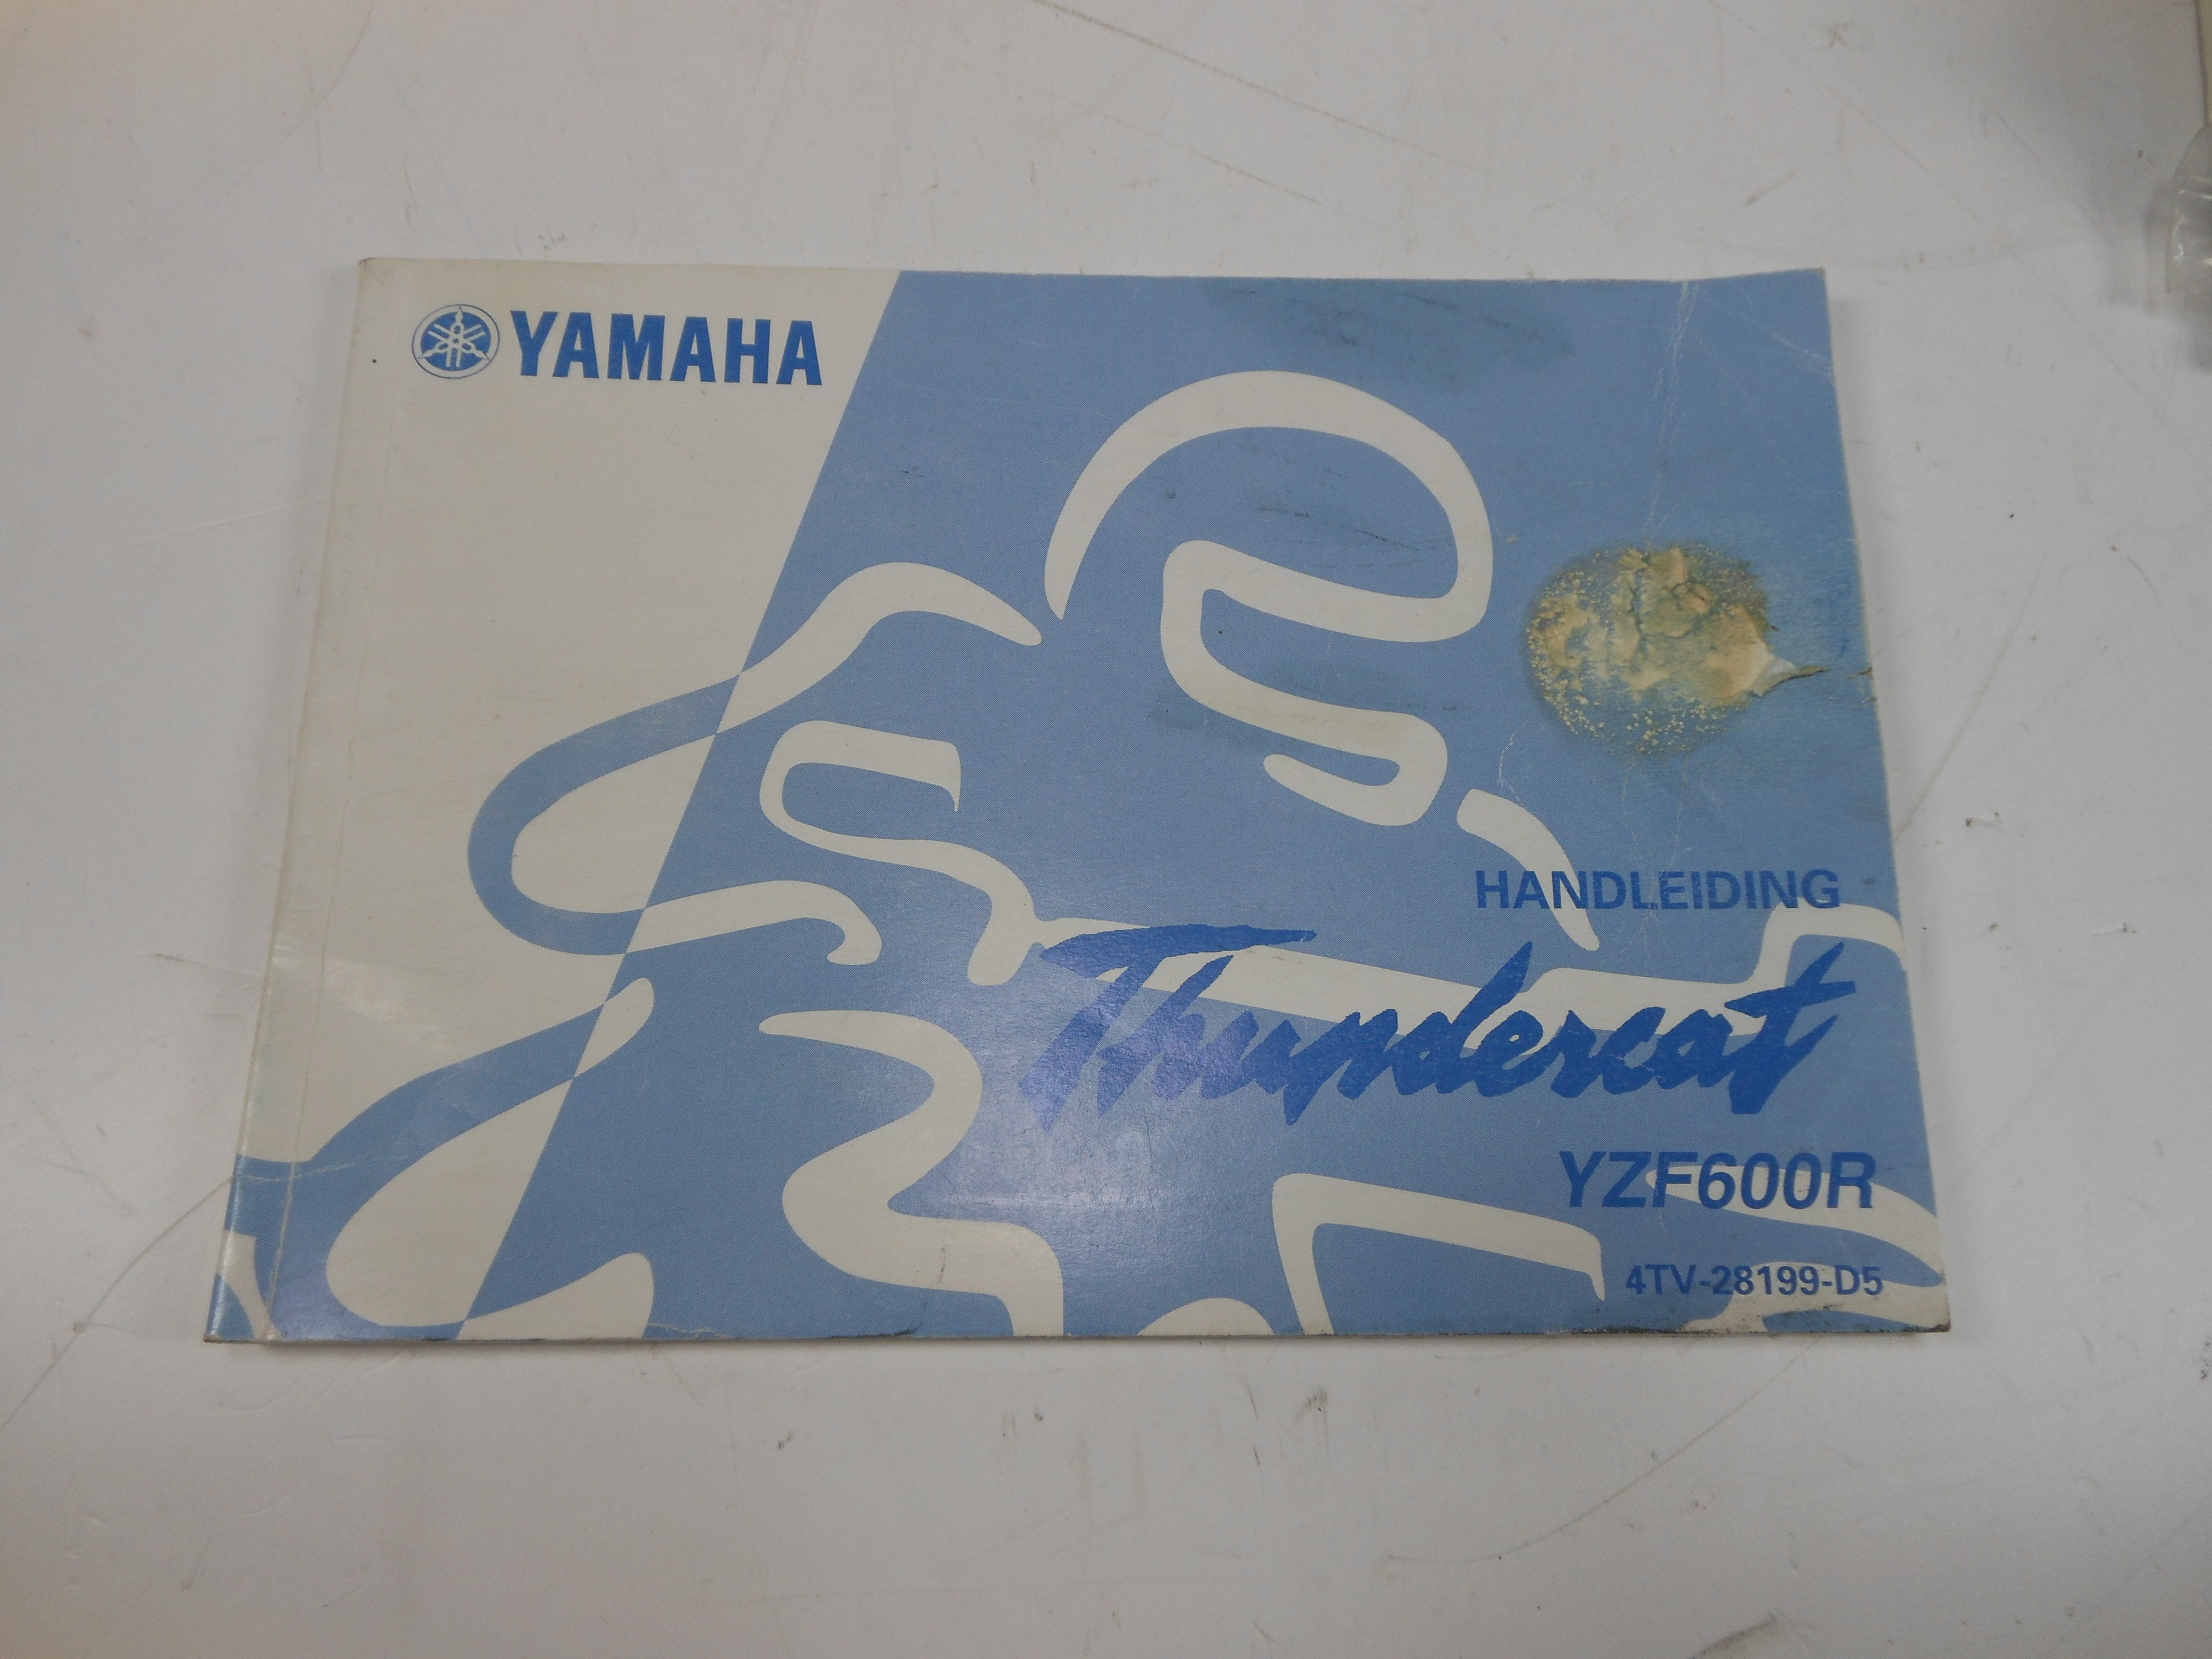 YAMAHA
HANDLEIDING
Thundercat
YZF600R
4TV-28199-D5